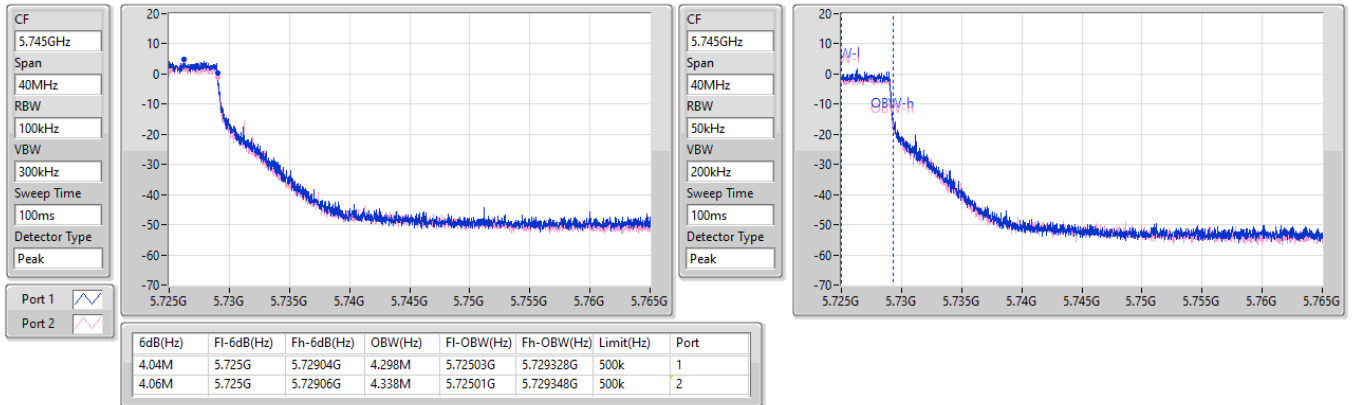 CF
5.745GHz
Span
40MHz
RBW
100kHz
VBW
300kHz
Sweep Time
100ms
Detector Type
Peak
Port 1
Port 2
20-
10-
0-
-10-
-20-
-30-
-40-
-50-
-60-
-70-
5.725G 5.73G 5.735G 5.74G 5.745G 5.75G 5.755G 5.76G 5.765G
CF
5.745GHz
Span
40MHz
RBW
50kHz
VBW
200kHz
Sweep Time
100ms
Detector Type
Peak
20-
10-
0-
-10-
-20-
-30-
-40-
-50-
-60-
-70-
W-l
OBW-h
OBW-h
5.725G 5.73G 5.735G 5.74G 5.745G 5.75G 5.755G 5.76G 5.765G
6dB(Hz) Fl-6dB(Hz) Fh-6dB(Hz) OBW(Hz) Fl-OBW(Hz) Fh-OBW(Hz) Limit(Hz) Port
4.04M 5.725G 5.72904G 4.298M 5.72503G 5.729328G 500k 1
4.06M 5.725G 5.72906G 4.338M 5.72501G 5.729348G 500k 2